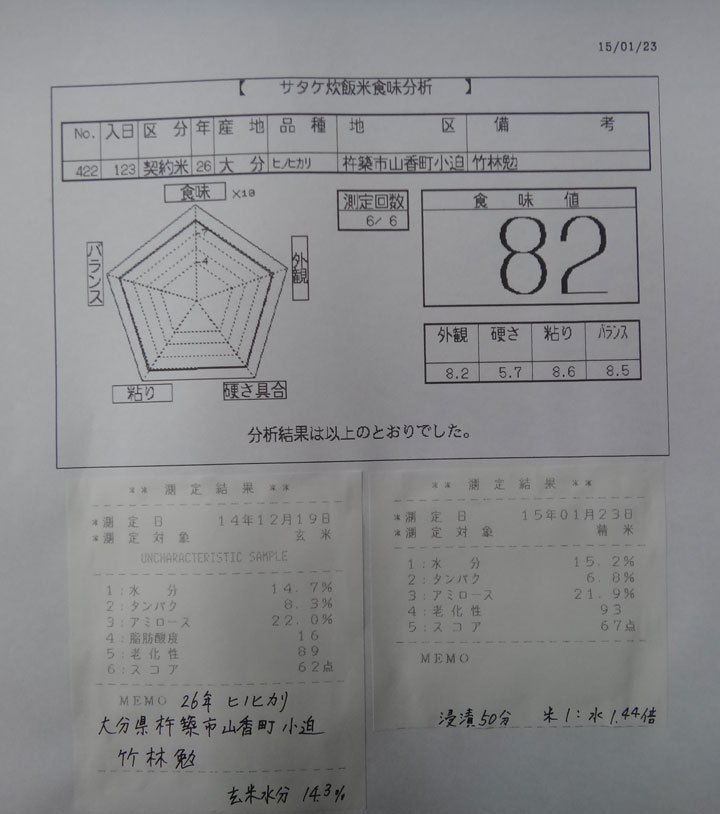 15/01/23
【 サタケ炊飯米食味分析 】
No. 入日 区分 年 産地 品種 地区 備考
422 123 契約米 26 大分 ヒノヒカリ 杵築市山香町小迫 竹林勉
食味 ×10
バランス
外観
粘り
硬さ具合
7
4
測定回数
6/ 6
食味値
82
外観 硬さ 粘り バランス
8.2 5.7 8.6 8.5
分析結果は以上のとおりでした。
** 測定結果 **
*測定日 14年12月19日
*測定対象 玄米
UNCHARACTERISTIC SAMPLE
1:水分 14.7%
2:タンパク 8.3%
3:アミロース 22.0%
4:脂肪酸度 16
5:老化性 89
6:スコア 62点
MEMO 26年 ヒノヒカリ
大分県杵築市山香町小迫
竹林勉
玄米水分 14.3%
** 測定結果 **
*測定日 15年01月23日
*測定対象 精米
1:水分 15.2%
2:タンパク 6.8%
3:アミロース 21.9%
4:老化性 93
5:スコア 67点
MEMO
浸漬50分 米1:水1.44倍